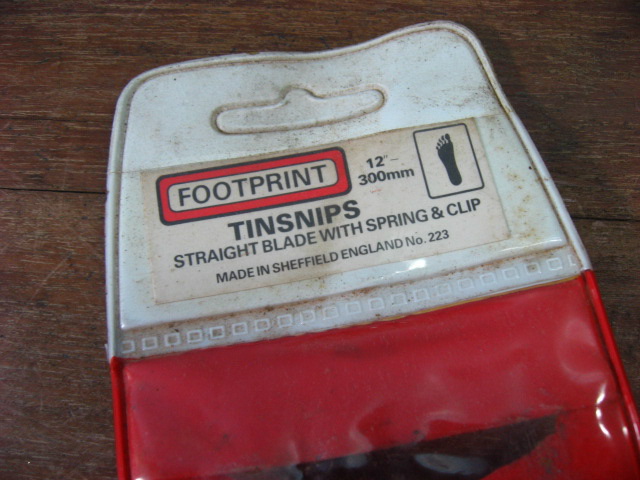 FOOTPRINT
12"-
300mm
TINSNIPS
STRAIGHT BLADE WITH SPRING & CLIP
MADE IN SHEFFIELD ENGLAND No. 223